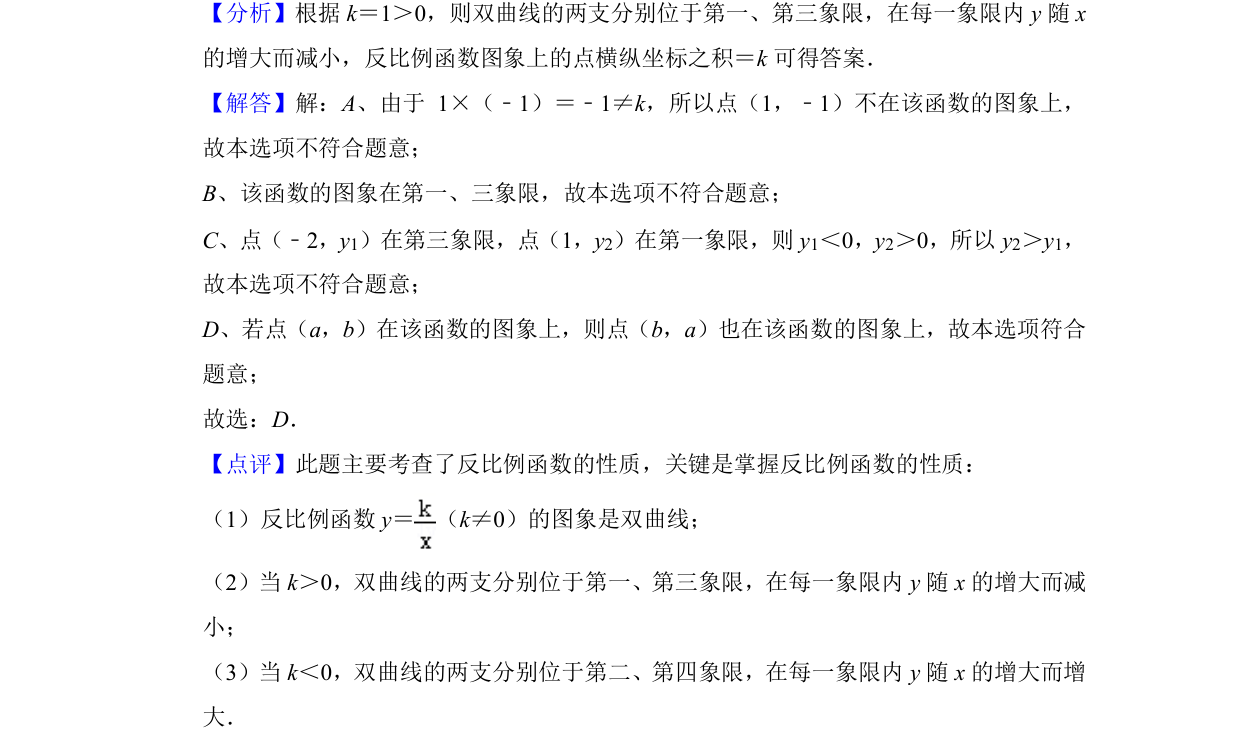 【分析】根据 k＝1＞0，则双曲线的两支分别位于第一、第三象限，在每一象限内 y 随 x
的增大而减小，反比例函数图象上的点横纵坐标之积＝k 可得答案．
【解答】解：A、由于 1×（﹣1）＝﹣1≠k，所以点（1，﹣1）不在该函数的图象上，
故本选项不符合题意；
B、该函数的图象在第一、三象限，故本选项不符合题意；
C、点（﹣2，y1）在第三象限，点（1，y2）在第一象限，则 y1＜0，y2＞0，所以 y2＞y1，
故本选项不符合题意；
D、若点（a，b）在该函数的图象上，则点（b，a）也在该函数的图象上，故本选项符合
题意；
故选：D．
【点评】此题主要考查了反比例函数的性质，关键是掌握反比例函数的性质：
（1）反比例函数 y＝k/x（k≠0）的图象是双曲线；
（2）当 k＞0，双曲线的两支分别位于第一、第三象限，在每一象限内 y 随 x 的增大而减
小；
（3）当 k＜0，双曲线的两支分别位于第二、第四象限，在每一象限内 y 随 x 的增大而增
大．